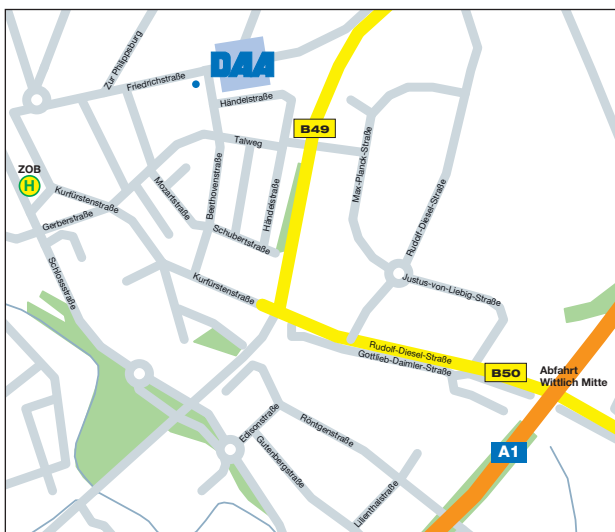 Zur Philippsburg
DAA
Friedrichstraße
Händelstraße
B49
Talweg
Max-Planck-Straße
ZOB
H
Kurfürstenstraße
Mozartstraße
Beethovenstraße
Händelstraße
Rudolf-Diesel-Straße
Gerberstraße
Schubertstraße
Schlossstraße
Kurfürstenstraße
Justus-von-Liebig-Straße
Rudolf-Diesel-Straße
Gottlieb-Daimler-Straße
B50
Abfahrt
Wittlich Mitte
Edisonstraße
Röntgenstraße
Gutenbergstraße
A1
Lilienthalstraße